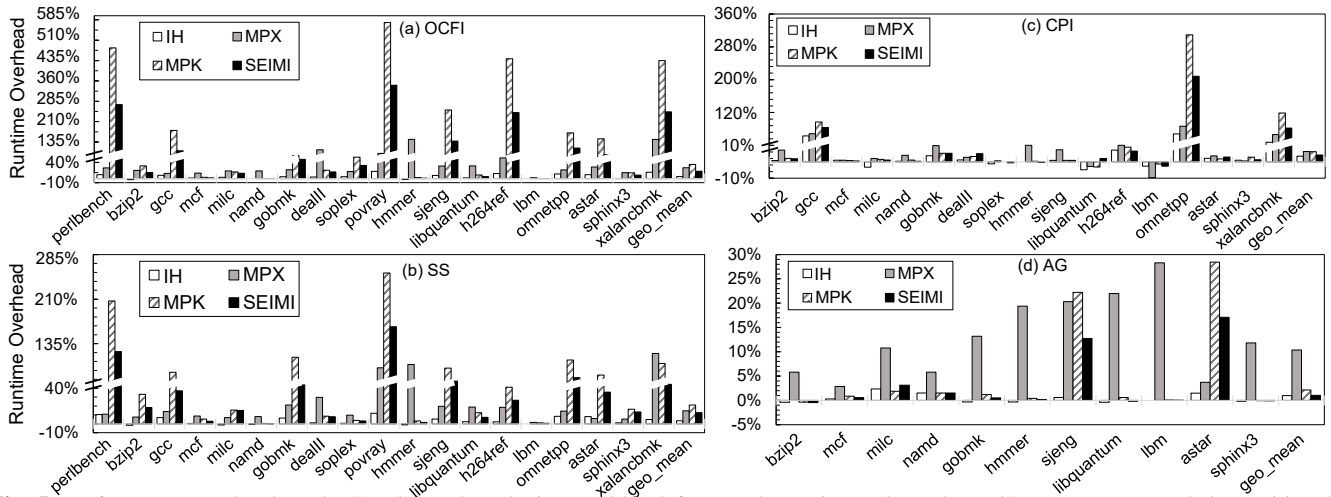 Runtime Overhead
585%
510%
435%
360%
285%
210%
135%
40%
-10%
(a) OCFI
IH
MPX
MPK
SEIMI
perlbench
bzip2
gcc
mcf
milc
namd
gobmk
dealII
soplex
povray
hmmer
sjeng
libquantum
h264ref
lbm
omnetpp
astar
sphinx3
xalancbmk
geo_mean
360%
280%
200%
120%
10%
-10%
(c) CPI
IH
MPX
MPK
SEIMI
bzip2
gcc
mcf
milc
namd
gobmk
dealII
soplex
hmmer
sjeng
libquantum
h264ref
lbm
omnetpp
astar
sphinx3
xalancbmk
geo_mean
Runtime Overhead
285%
210%
135%
40%
-10%
(b) SS
IH
MPX
MPK
SEIMI
perlbench
bzip2
gcc
mcf
milc
namd
gobmk
dealII
soplex
povray
hmmer
sjeng
libquantum
h264ref
lbm
omnetpp
astar
sphinx3
xalancbmk
geo_mean
30%
25%
20%
15%
10%
5%
0%
-5%
(d) AG
IH
MPX
MPK
SEIMI
bzip2
mcf
milc
namd
gobmk
hmmer
sjeng
libquantum
lbm
astar
sphinx3
geo_mean